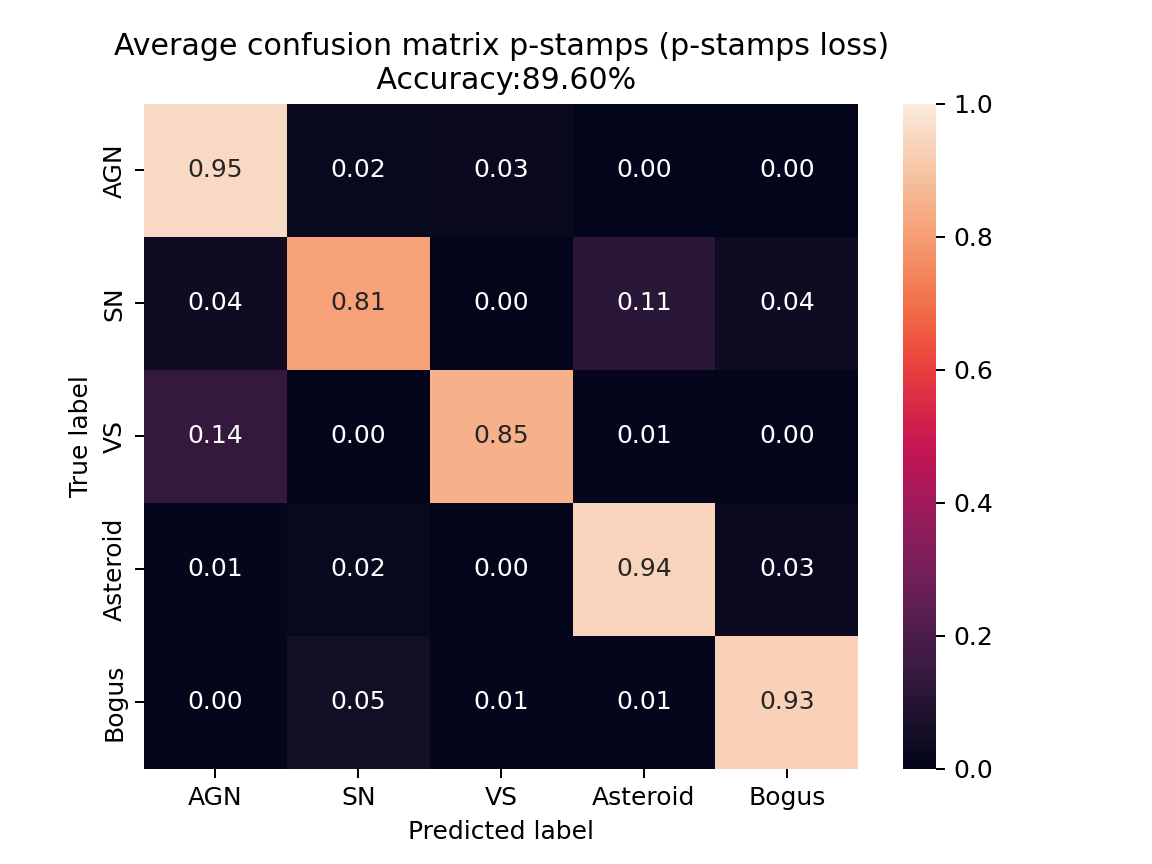 Average confusion matrix p-stamps (p-stamps loss)
Accuracy:89.60%
True label
AGN 0.95 0.02 0.03 0.00 0.00
SN 0.04 0.81 0.00 0.11 0.04
VS 0.14 0.00 0.85 0.01 0.00
Asteroid 0.01 0.02 0.00 0.94 0.03
Bogus 0.00 0.05 0.01 0.01 0.93
AGN SN VS Asteroid Bogus
Predicted label
1.0
0.8
0.6
0.4
0.2
0.0